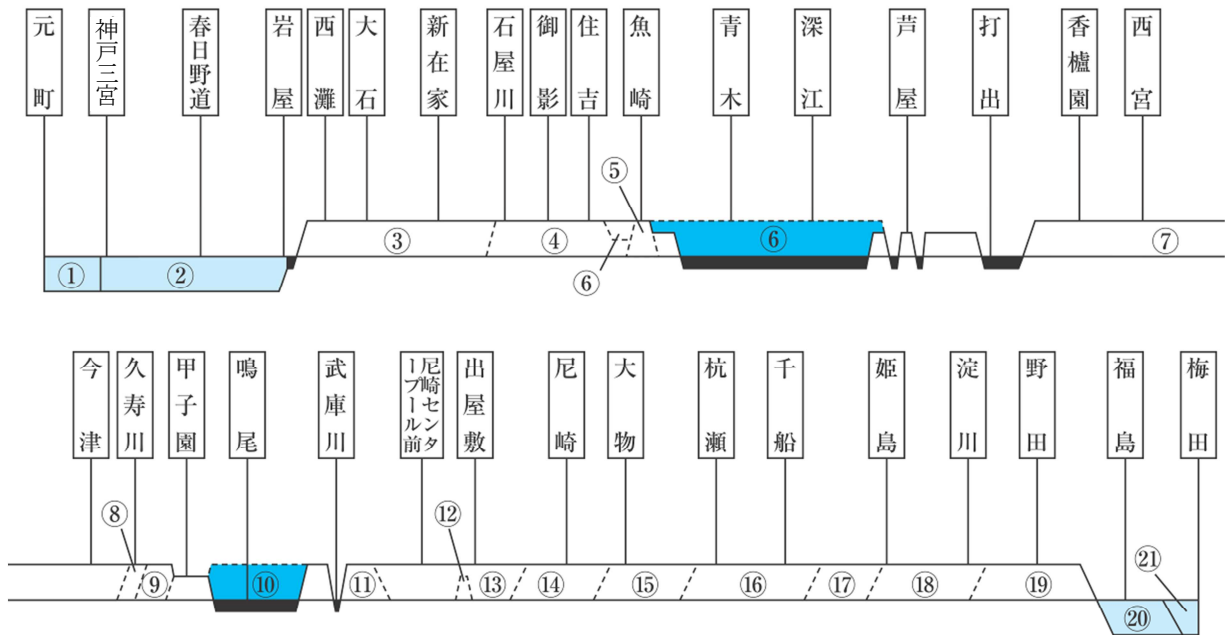 元町
神戸三宮
春日野道
岩屋
西灘
大石
新在家
石屋川
御影
住吉
魚崎
青木
深江
芦屋
打出
香櫨園
西宮
①
②
③
④
⑤
⑥
⑥
⑦
今津
久寿川
甲子園
鳴尾
武庫川
尼崎センタープール前
出屋敷
尼崎
大物
杭瀬
千船
姫島
淀川
野田
福島
梅田
⑧
⑨
⑩
⑪
⑫
⑬
⑭
⑮
⑯
⑰
⑱
⑲
⑳
㉑